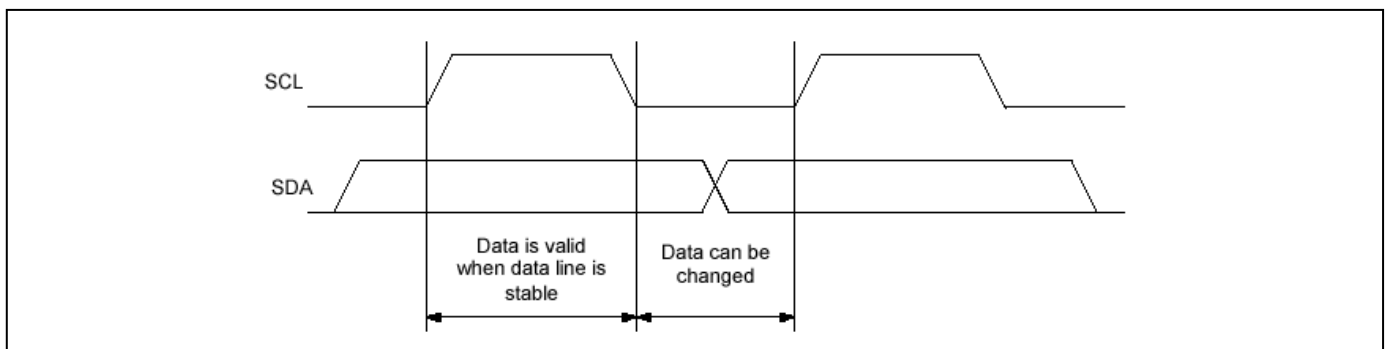 SCL
SDA
Data is valid
when data line is
stable
Data can be
changed